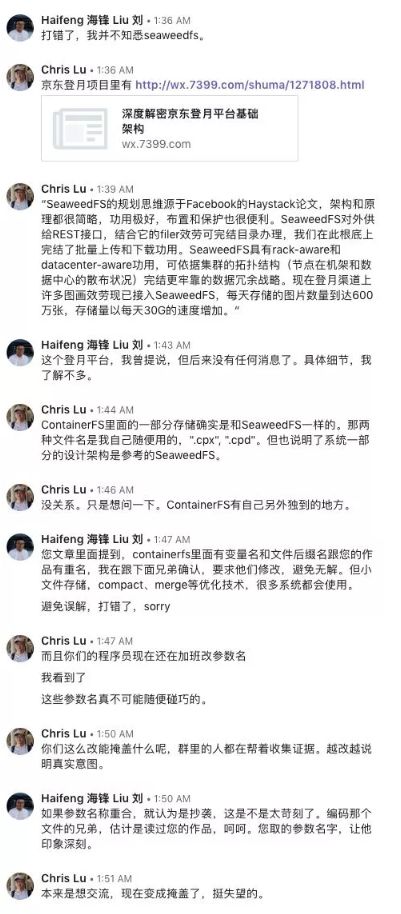 Haifeng 海锋 Liu 刘 • 1:36 AM
打错了，我并不知悉seaweedfs。
Chris Lu • 1:36 AM
京东登月项目里有 http://wx.7399.com/shuma/1271808.html
深度解密京东登月平台基础
架构
wx.7399.com
Chris Lu • 1:39 AM
“SeaweedFS的规划思维源于Facebook的Haystack论文，架构和原
理都很简略，功用极好，布置和保护也很便利。SeaweedFS对外供
给REST接口，结合它的filer效劳可完结目录办理，我们在此根底上
完结了批量上传和下载功用。SeaweedFS具有rack-aware和
datacenter-aware功用，可依据集群的拓扑结构（节点在机架和数
据中心的散布状况）完结更牢靠的数据冗余战略。现在登月渠道上
许多图画效劳现已接入SeaweedFS，每天存储的图片数量到达600
万张，存储量以每天30G的速度增加。“
Haifeng 海锋 Liu 刘 • 1:43 AM
这个登月平台，我曾提说，但后来没有任何消息了。具体细节，我
了解不多。
Chris Lu • 1:44 AM
ContainerFS里面的一部分存储确实是和SeaweedFS一样的。那两
种文件名是我自己随便用的，".cpx", ".cpd"。但也说明了系统一部
分的设计架构是参考的SeaweedFS。
Chris Lu • 1:46 AM
没关系。只是想问一下。ContainerFS有自己另外独到的地方。
Haifeng 海锋 Liu 刘 • 1:47 AM
您文章里面提到，containerfs里面有变量名和文件后缀名跟您的作
品有重名，我在跟下面兄弟确认，要求他们修改，避免无解。但小
文件存储，compact、merge等优化技术，很多系统都会使用。
避免误解，打错了，sorry
Chris Lu • 1:47 AM
而且你们的程序员现在还在加班改参数名
我看到了
这些参数名真不可能随便碰巧的。
Chris Lu • 1:50 AM
你们这么改能掩盖什么呢，群里的人都在帮着收集证据。越改越说
明真实意图。
Haifeng 海锋 Liu 刘 • 1:50 AM
如果参数名称重合，就认为是抄袭，这是不是太苛刻了。编码那个
文件的兄弟，估计是读过您的作品，呵呵。您取的参数名字，让他
印象深刻。
Chris Lu • 1:51 AM
本来是想交流，现在变成掩盖了，挺失望的。